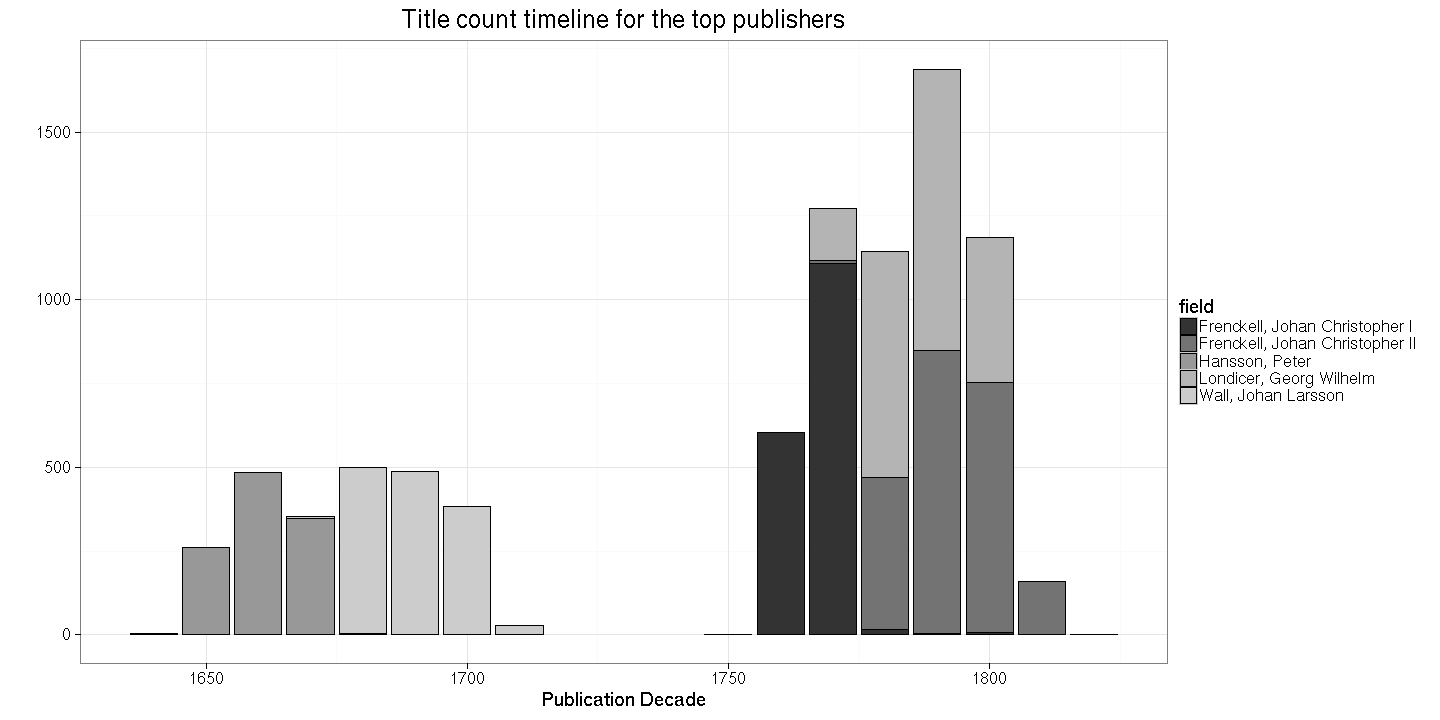 Title count timeline for the top publishers
1500
1000
500
0
1650 1700 1750 1800
Publication Decade
field
Frenckell, Johan Christopher I
Frenckell, Johan Christopher II
Hansson, Peter
Londicer, Georg Wilhelm
Wall, Johan Larsson